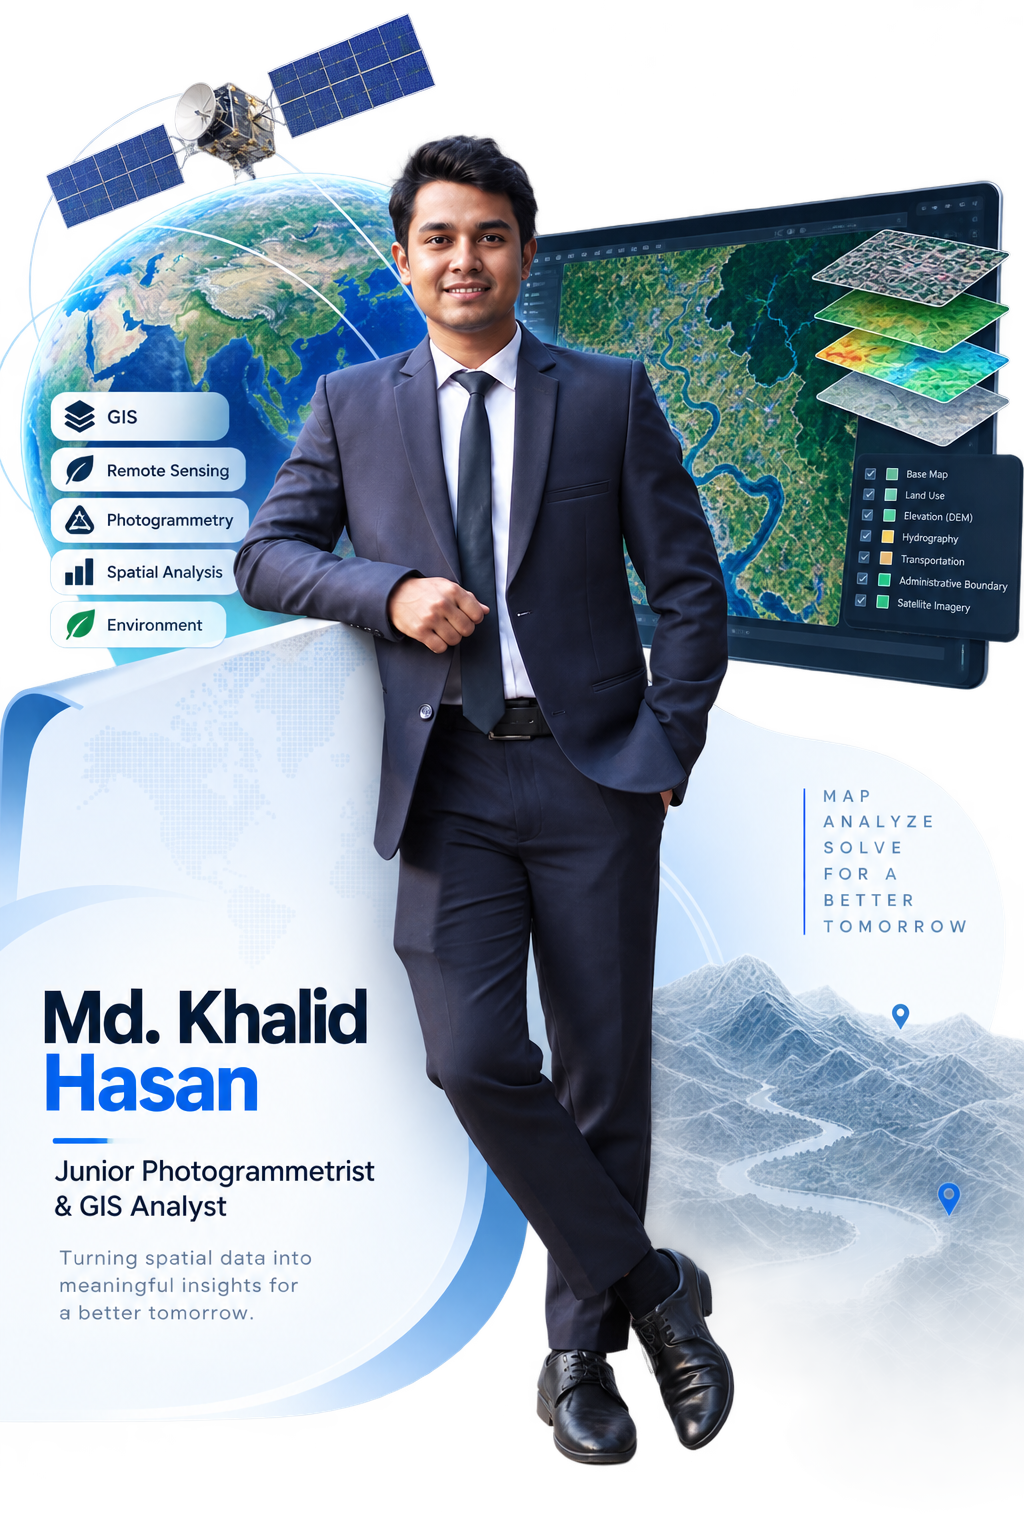 GIS
Remote Sensing
Photogrammetry
Spatial Analysis
Environment
Base Map
Land Use
Elevation (DEM)
Hydrography
Transportation
Administrative Boundary
Satellite Imagery
MAP
ANALYZE
SOLVE
FOR A
BETTER
TOMORROW
Md. Khalid
Hasan
Junior Photogrammetrist
& GIS Analyst
Turning spatial data into
meaningful insights for
a better tomorrow.